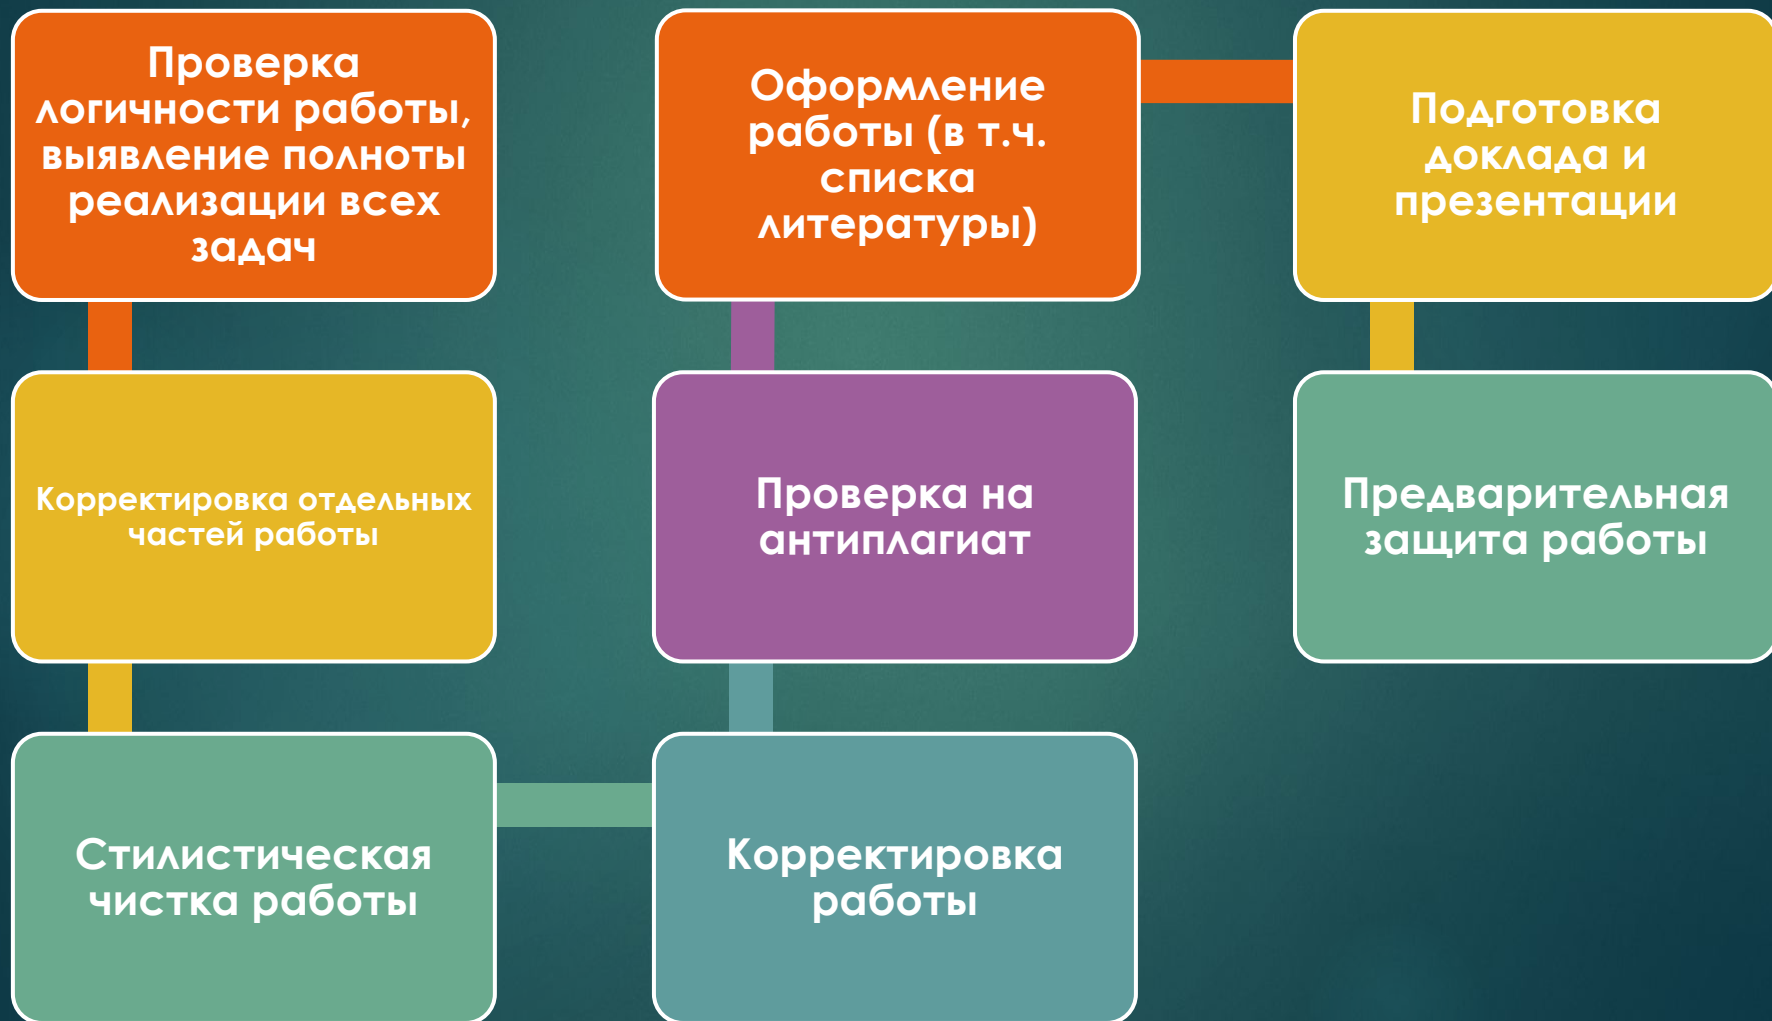 Проверка
логичности работы,
выявление полноты
реализации всех
задач
Корректировка отдельных
частей работы
Стилистическая
чистка работы
Корректировка
работы
Проверка на
антиплагиат
Оформление
работы (в т.ч.
списка
литературы)
Подготовка
доклада и
презентации
Предварительная
защита работы